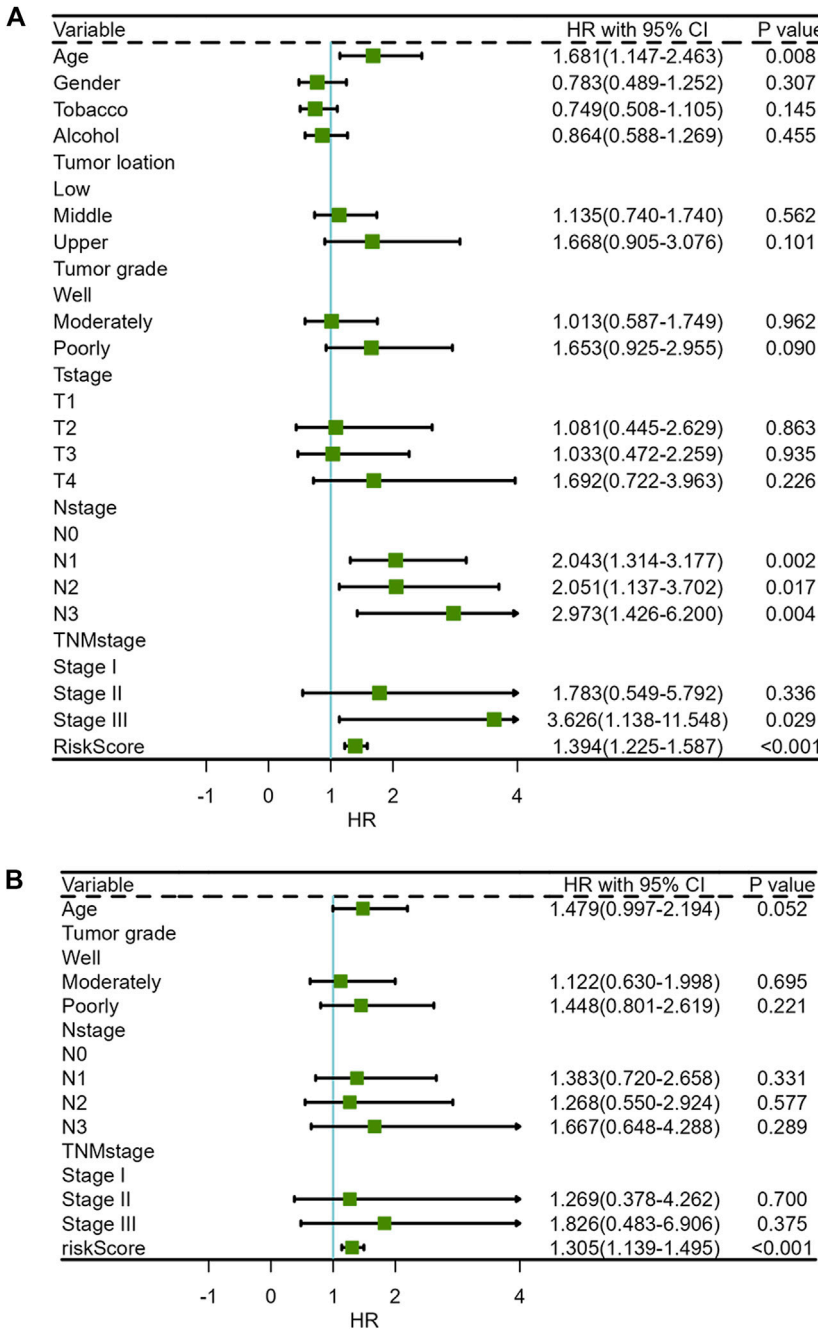 A
Variable HR with 95% CI P value
Age 1.681(1.147-2.463) 0.008
Gender 0.783(0.489-1.252) 0.307
Tobacco 0.749(0.508-1.105) 0.145
Alcohol 0.864(0.588-1.269) 0.455
Tumor loation
Low
Middle 1.135(0.740-1.740) 0.562
Upper 1.668(0.905-3.076) 0.101
Tumor grade
Well
Moderately 1.013(0.587-1.749) 0.962
Poorly 1.653(0.925-2.955) 0.090
Tstage
T1
T2 1.081(0.445-2.629) 0.863
T3 1.033(0.472-2.259) 0.935
T4 1.692(0.722-3.963) 0.226
Nstage
N0
N1 2.043(1.314-3.177) 0.002
N2 2.051(1.137-3.702) 0.017
N3 2.973(1.426-6.200) 0.004
TNMstage
Stage I
Stage II 1.783(0.549-5.792) 0.336
Stage III 3.626(1.138-11.548) 0.029
RiskScore 1.394(1.225-1.587) <0.001
-1 0 1 2 4
HR
B
Variable HR with 95% CI P value
Age 1.479(0.997-2.194) 0.052
Tumor grade
Well
Moderately 1.122(0.630-1.998) 0.695
Poorly 1.448(0.801-2.619) 0.221
Nstage
N0
N1 1.383(0.720-2.658) 0.331
N2 1.268(0.550-2.924) 0.577
N3 1.667(0.648-4.288) 0.289
TNMstage
Stage I
Stage II 1.269(0.378-4.262) 0.700
Stage III 1.826(0.483-6.906) 0.375
riskScore 1.305(1.139-1.495) <0.001
-1 0 1 2 4
HR